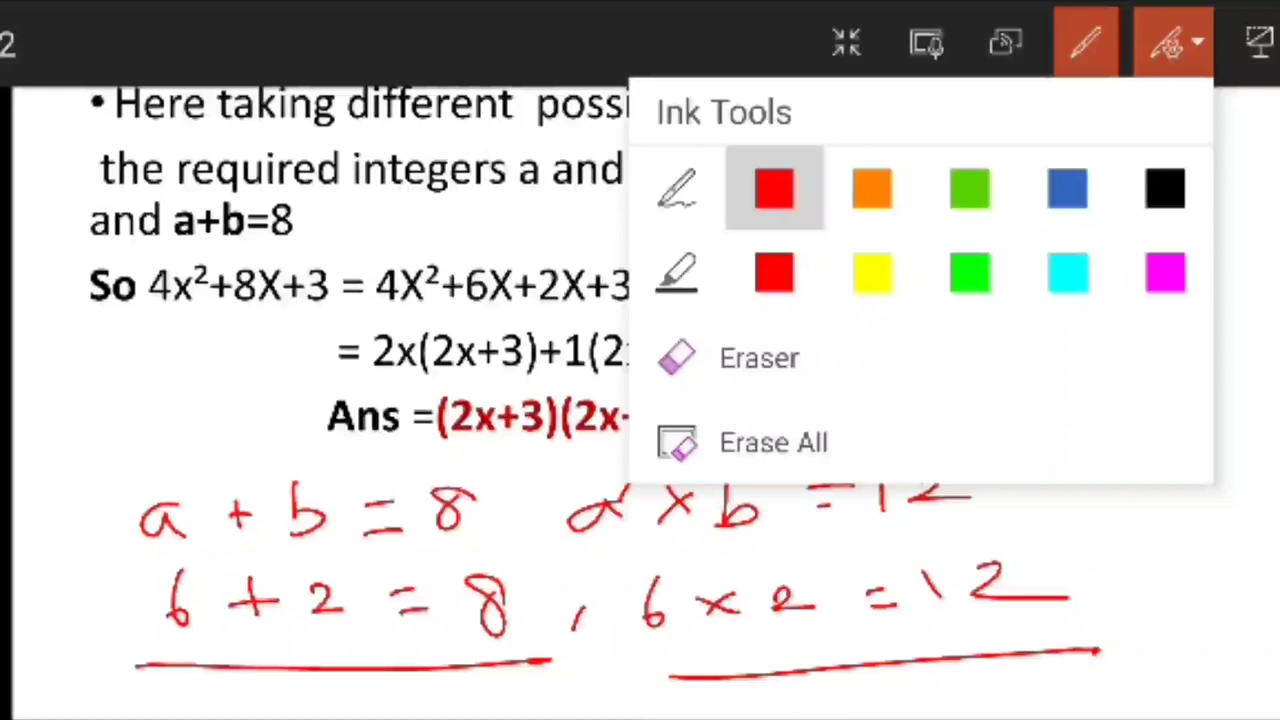 2
• Here taking different possi
Ink Tools
the required integers a and
and a+b=8
So 4x²+8X+3 = 4X²+6X+2X+3
= 2x(2x+3)+1(2x
Eraser
Ans =(2x+3)(2x+
Erase All
a + b = 8 a x b = 12
6 + 2 = 8 , 6 x 2 = 12